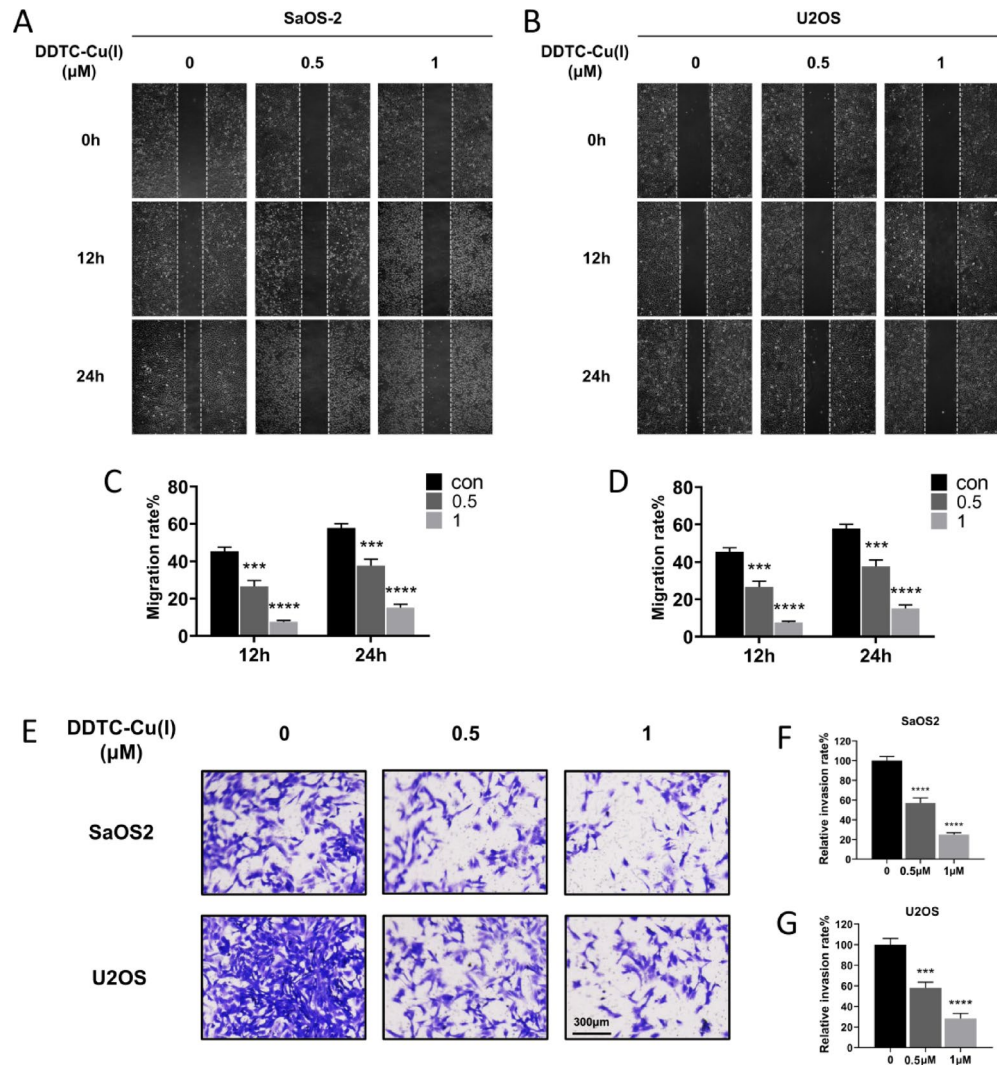 A
SaOS-2
DDTC-Cu(I)
(μM)
0 0.5 1
0h
12h
24h
B
U2OS
DDTC-Cu(I)
(μM)
0 0.5 1
0h
12h
24h
C
Migration rate%
80
60
40
20
0
con
0.5
1
*** ****
*** ****
12h 24h
D
Migration rate%
80
60
40
20
0
con
0.5
1
*** ****
*** ****
12h 24h
E
DDTC-Cu(I)
(μM)
0 0.5 1
SaOS2
U2OS
300μm
F
SaOS2
Relative invasion rate%
120
100
80
60
40
20
0
**** ****
0 0.5μM 1μM
G
U2OS
Relative invasion rate%
120
100
80
60
40
20
0
*** ****
0 0.5μM 1μM